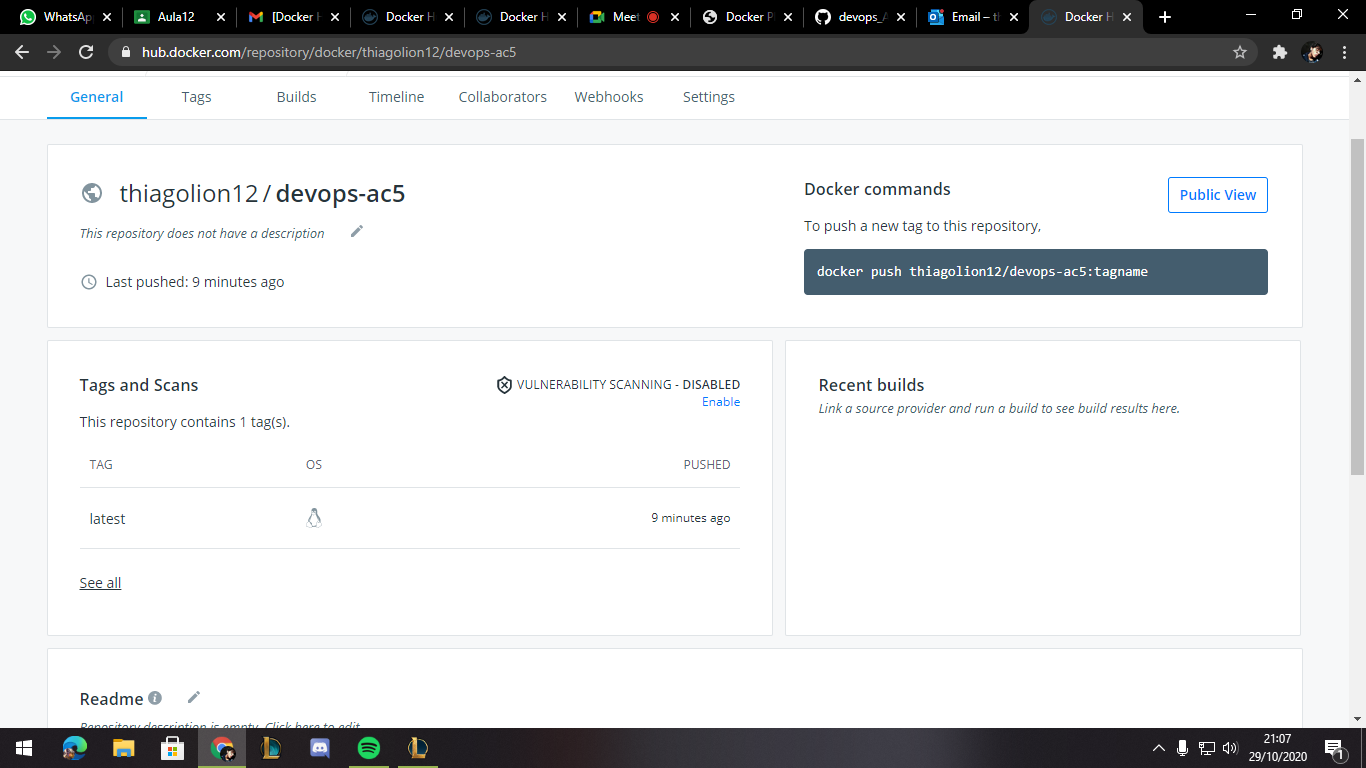 WhatsApp
Aula12
[Docker H
Docker H
Docker H
Meet
Docker P
devops_A
Email – t
Docker H
hub.docker.com/repository/docker/thiagolion12/devops-ac5
General Tags Builds Timeline Collaborators Webhooks Settings
thiagolion12 / devops-ac5
This repository does not have a description
Last pushed: 9 minutes ago
Docker commands
Public View
To push a new tag to this repository,
docker push thiagolion12/devops-ac5:tagname
Tags and Scans
VULNERABILITY SCANNING - DISABLED
Enable
This repository contains 1 tag(s).
TAG OS PUSHED
latest 9 minutes ago
See all
Recent builds
Link a source provider and run a build to see build results here.
Readme
Repository description is empty. Click here to edit.
21:07
29/10/2020
1